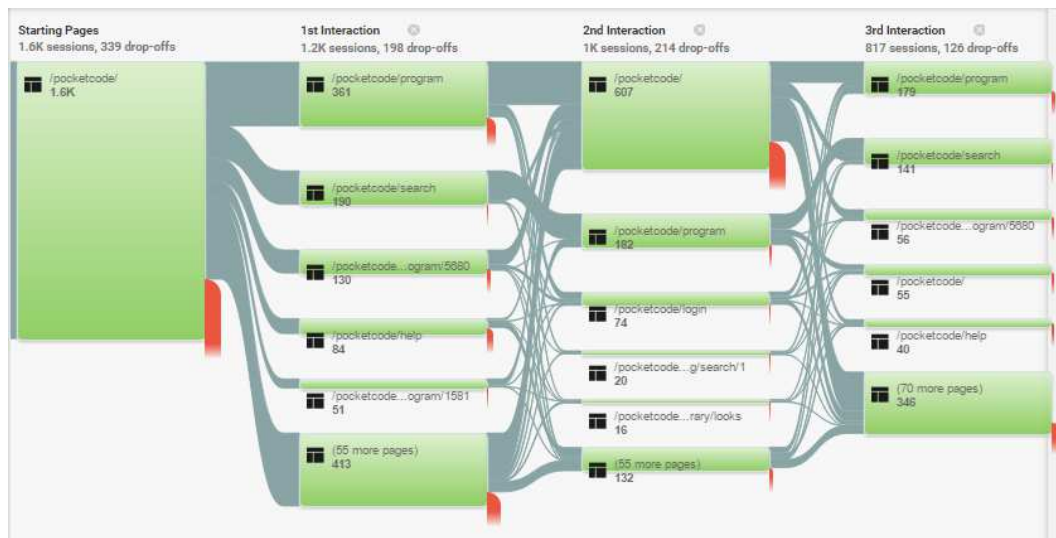 Starting Pages
1.6K sessions, 339 drop-offs
/pocketcode/
1.6K
1st Interaction
1.2K sessions, 198 drop-offs
/pocketcode/program
361
/pocketcode/search
190
/pocketcode...ogram/5680
130
/pocketcode/help
84
/pocketcode...ogram/1581
51
(55 more pages)
413
2nd Interaction
1K sessions, 214 drop-offs
/pocketcode/
607
/pocketcode/program
182
/pocketcode/login
74
/pocketcode...g/search/1
20
/pocketcode...rary/looks
16
(55 more pages)
132
3rd Interaction
817 sessions, 126 drop-offs
/pocketcode/program
179
/pocketcode/search
141
/pocketcode...ogram/5680
56
/pocketcode/
55
/pocketcode/help
40
(70 more pages)
346